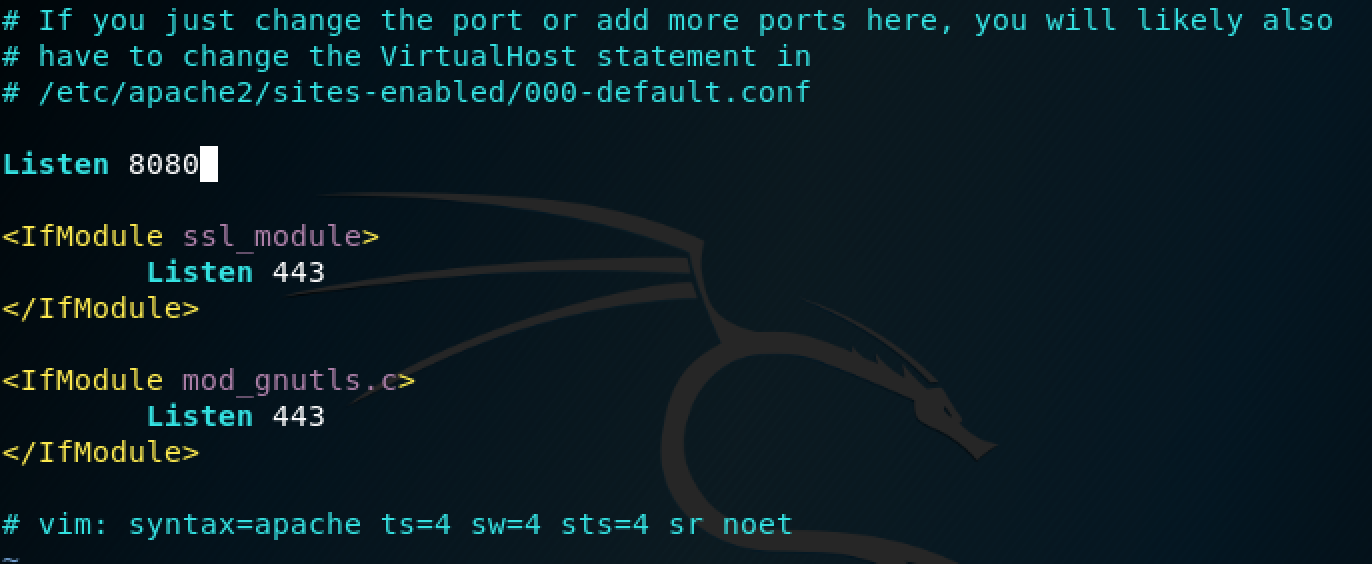 # If you just change the port or add more ports here, you will likely also
# have to change the VirtualHost statement in
# /etc/apache2/sites-enabled/000-default.conf
Listen 8080
<IfModule ssl_module>
        Listen 443
</IfModule>
<IfModule mod_gnutls.c>
        Listen 443
</IfModule>
# vim: syntax=apache ts=4 sw=4 sts=4 sr noet
~